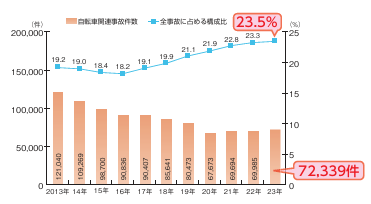 (件)
自転車関連事故件数
全事故に占める構成比
23.5%
(%)
200,000
150,000
100,000
50,000
0
25
20
15
10
5
0
19.2
19.0
18.4
18.2
19.1
19.9
21.1
21.9
22.8
23.3
121,040
109,269
98,700
90,836
90,407
85,641
80,473
67,673
69,694
69,985
72,339件
2013年
14年
15年
16年
17年
18年
19年
20年
21年
22年
23年